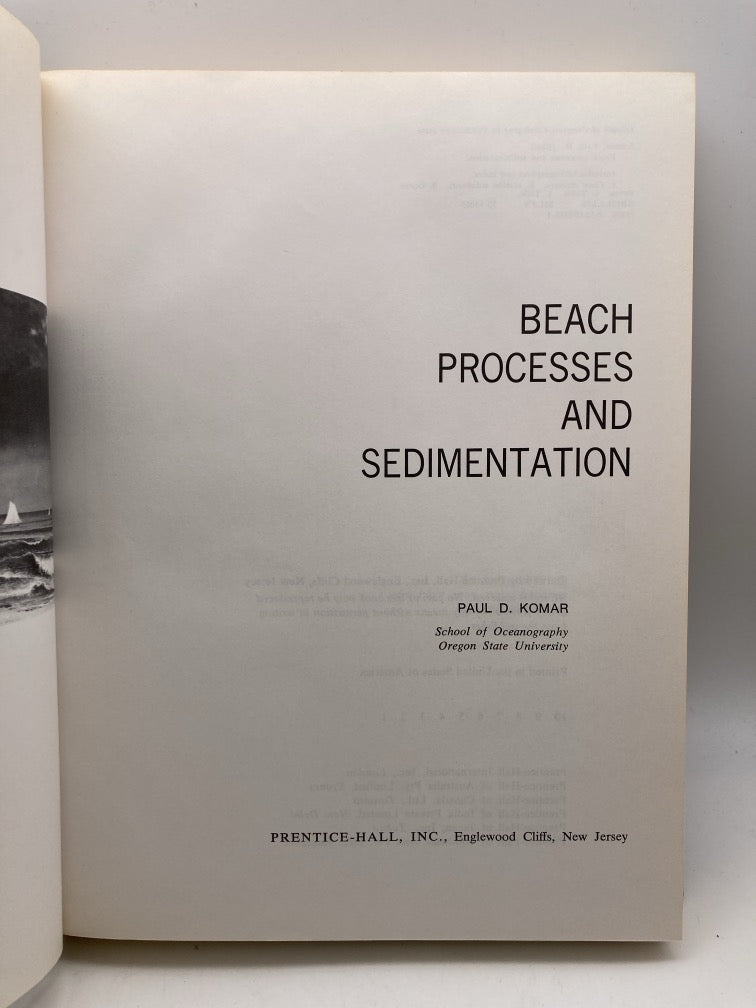 BEACH
PROCESSES
AND
SEDIMENTATION
PAUL D. KOMAR
School of Oceanography
Oregon State University
PRENTICE-HALL, INC., Englewood Cliffs, New Jersey